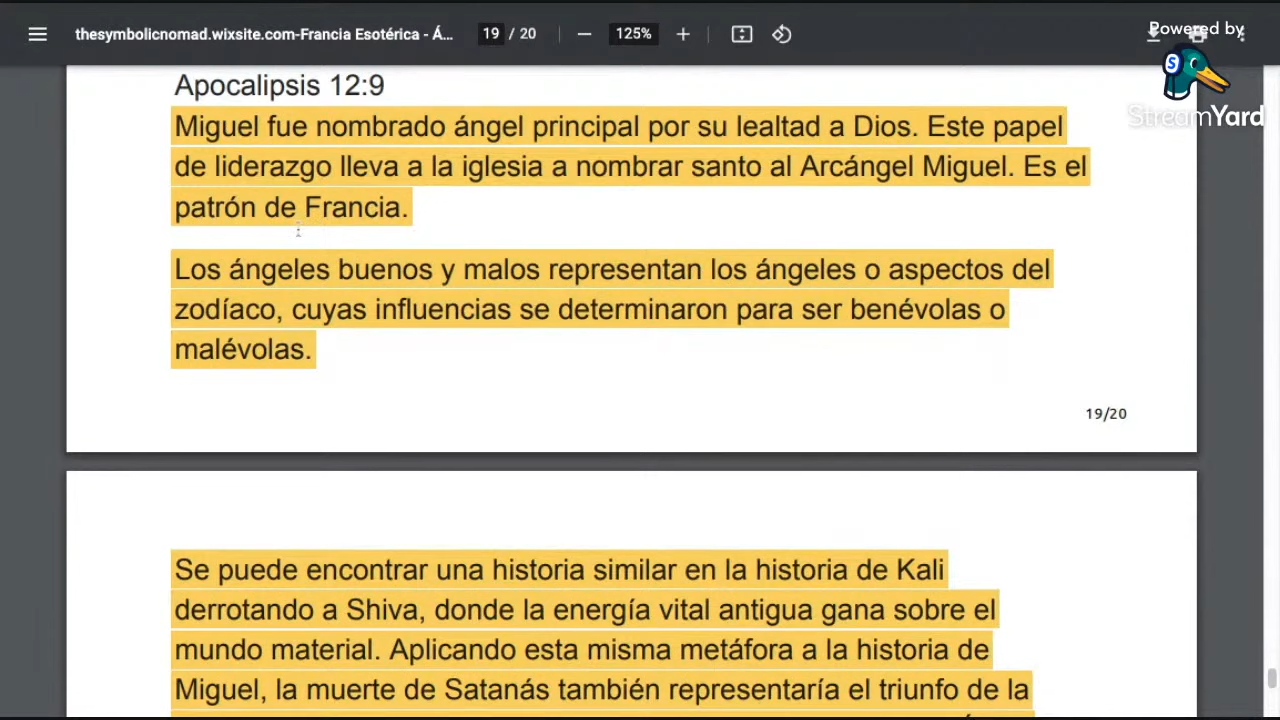 thesymbolicnomad.wixsite.com-Francia Esotérica - Á...
19 / 20
125%
Powered by
StreamYard
Apocalipsis 12:9
Miguel fue nombrado ángel principal por su lealtad a Dios. Este papel
de liderazgo lleva a la iglesia a nombrar santo al Arcángel Miguel. Es el
patrón de Francia.
Los ángeles buenos y malos representan los ángeles o aspectos del
zodíaco, cuyas influencias se determinaron para ser benévolas o
malévolas.
19/20
Se puede encontrar una historia similar en la historia de Kali
derrotando a Shiva, donde la energía vital antigua gana sobre el
mundo material. Aplicando esta misma metáfora a la historia de
Miguel, la muerte de Satanás también representaría el triunfo de la